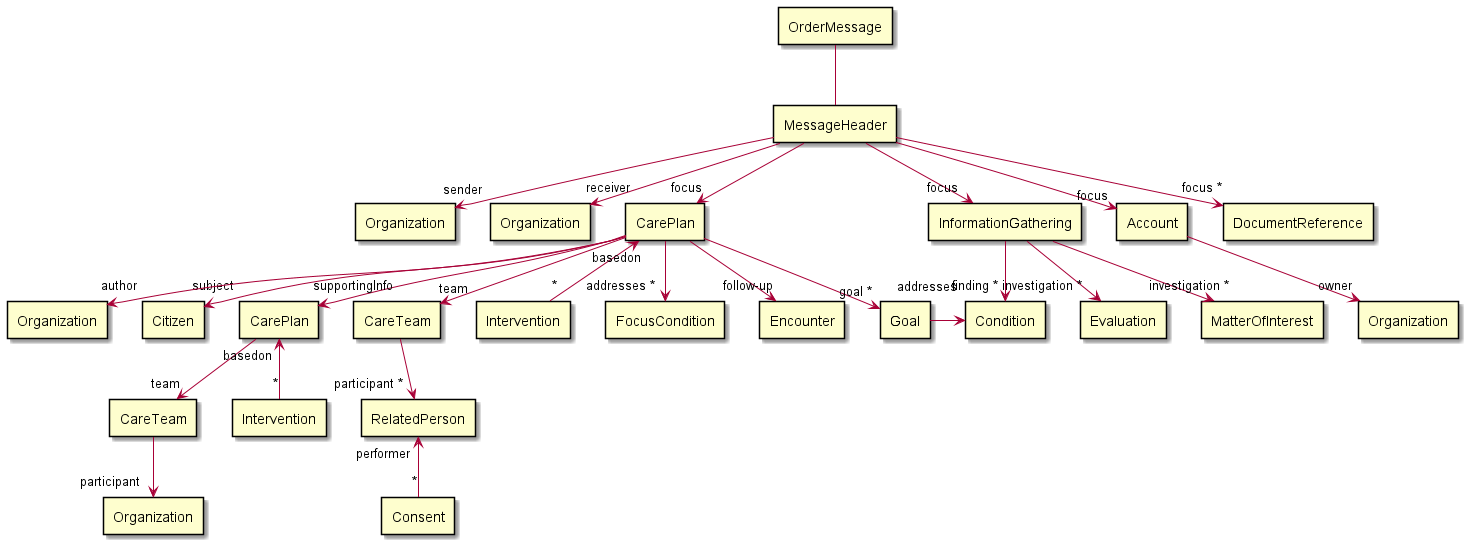 OrderMessage
MessageHeader
sender
receiver
focus
focus
focus
focus *
Organization
Organization
CarePlan
InformationGathering
Account
DocumentReference
basedon
author
subject
supportingInfo
team
*
addresses *
follow-up
goal *
addresses
finding *
investigation *
investigation *
owner
Organization
Citizen
CarePlan
CareTeam
Intervention
FocusCondition
Encounter
Goal
Condition
Evaluation
MatterOfInterest
Organization
basedon
team
*
participant *
CareTeam
Intervention
RelatedPerson
performer
participant
*
Organization
Consent